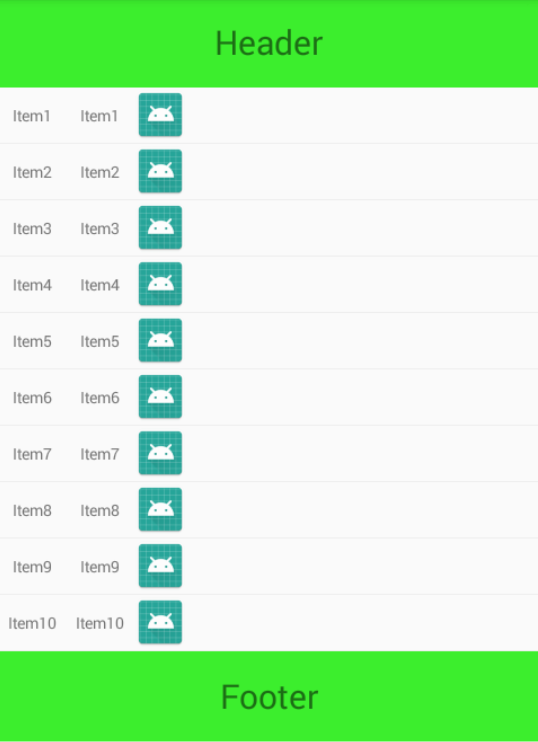 Header
Item1 Item1
Item2 Item2
Item3 Item3
Item4 Item4
Item5 Item5
Item6 Item6
Item7 Item7
Item8 Item8
Item9 Item9
Item10 Item10
Footer